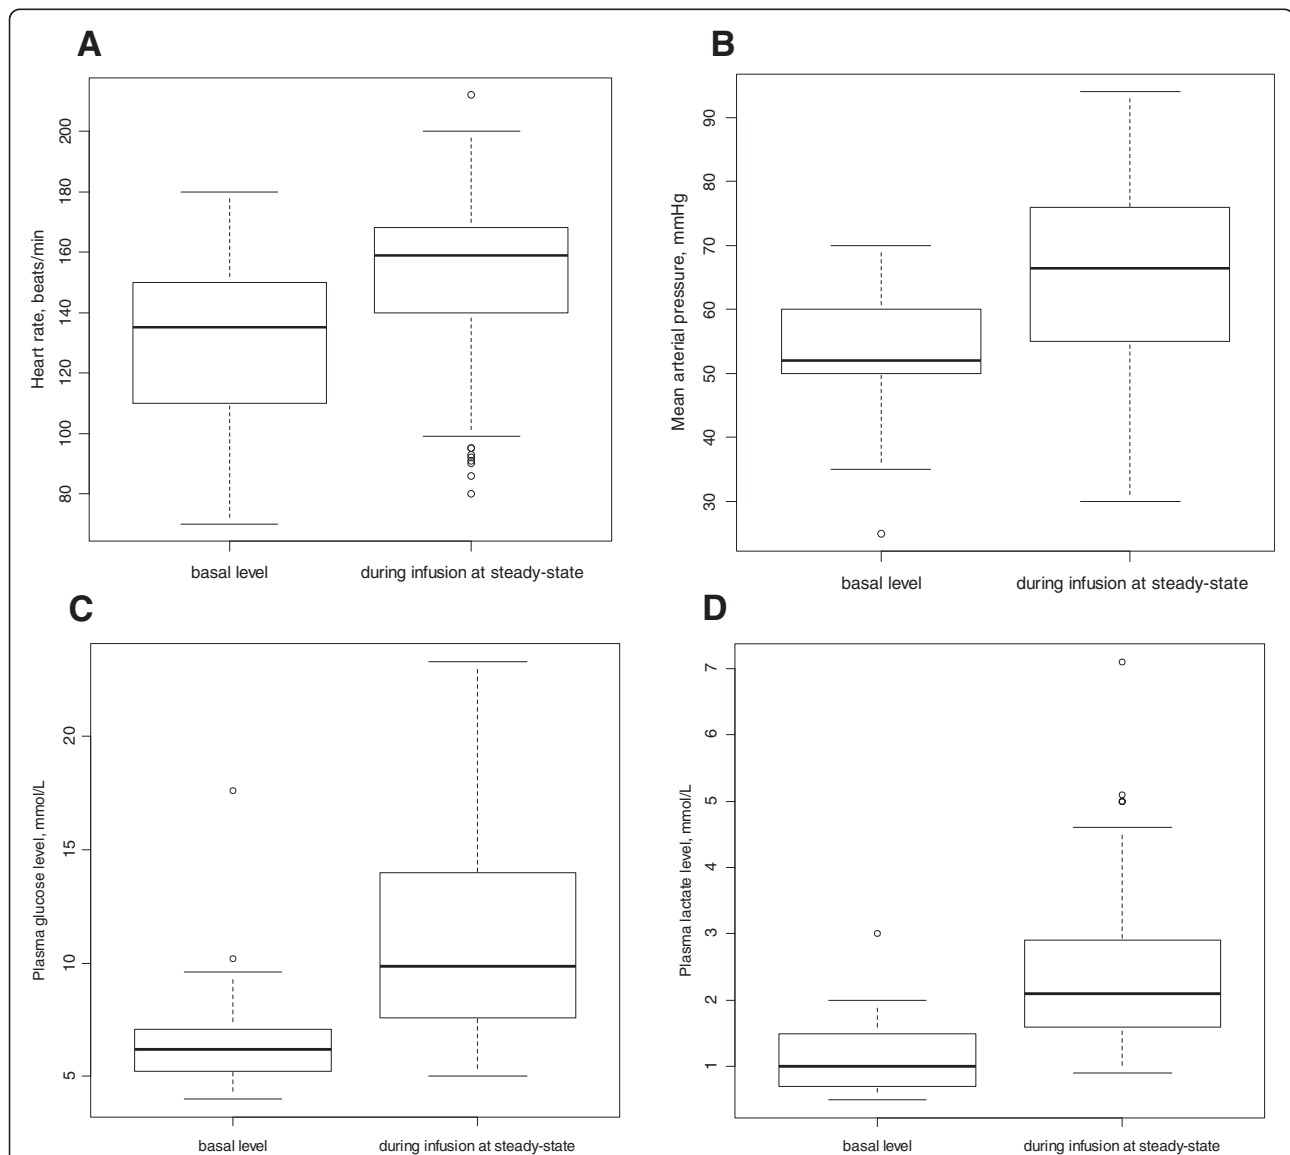 A
Heart rate, beats/min
200
180
160
140
120
100
80
basal level
during infusion at steady-state
B
Mean arterial pressure, mmHg
90
80
70
60
50
40
30
basal level
during infusion at steady-state
C
Plasma glucose level, mmol/L
20
15
10
5
basal level
during infusion at steady-state
D
Plasma lactate level, mmol/L
7
6
5
4
3
2
1
basal level
during infusion at steady-state